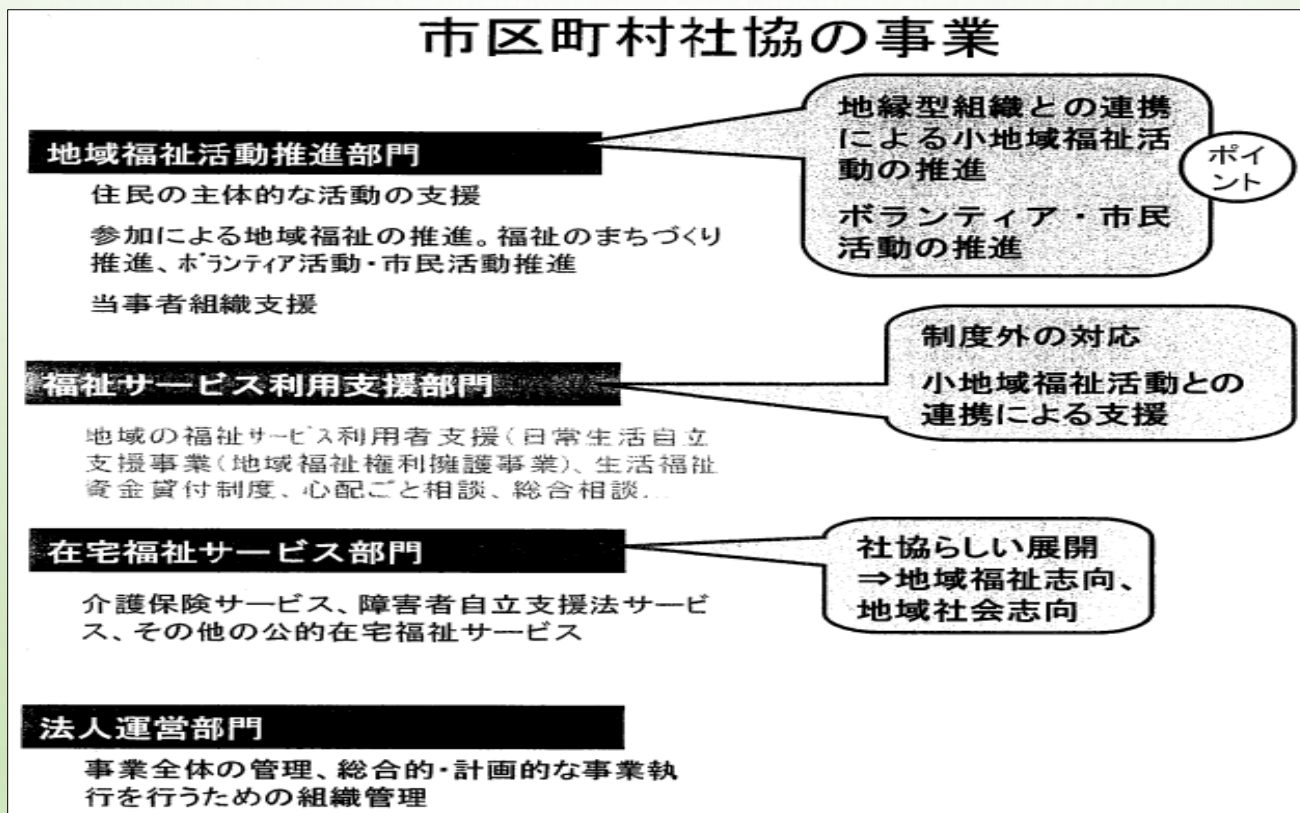 市区町村社協の事業
地域福祉活動推進部門
住民の主体的な活動の支援
参加による地域福祉の推進。福祉のまちづくり
推進、ボランティア活動・市民活動推進
当事者組織支援
地縁型組織との連携
による小地域福祉活
動の推進
ボランティア・市民
活動の推進
ポイ
ント
福祉サービス利用支援部門
地域の福祉サービス利用者支援(日常生活自立
支援事業(地域福祉権利擁護事業)、生活福祉
資金貸付制度、心配ごと相談、総合相談...
制度外の対応
小地域福祉活動との
連携による支援
在宅福祉サービス部門
介護保険サービス、障害者自立支援法サービ
ス、その他の公的在宅福祉サービス
社協らしい展開
⇒地域福祉志向、
地域社会志向
法人運営部門
事業全体の管理、総合的・計画的な事業執
行を行うための組織管理